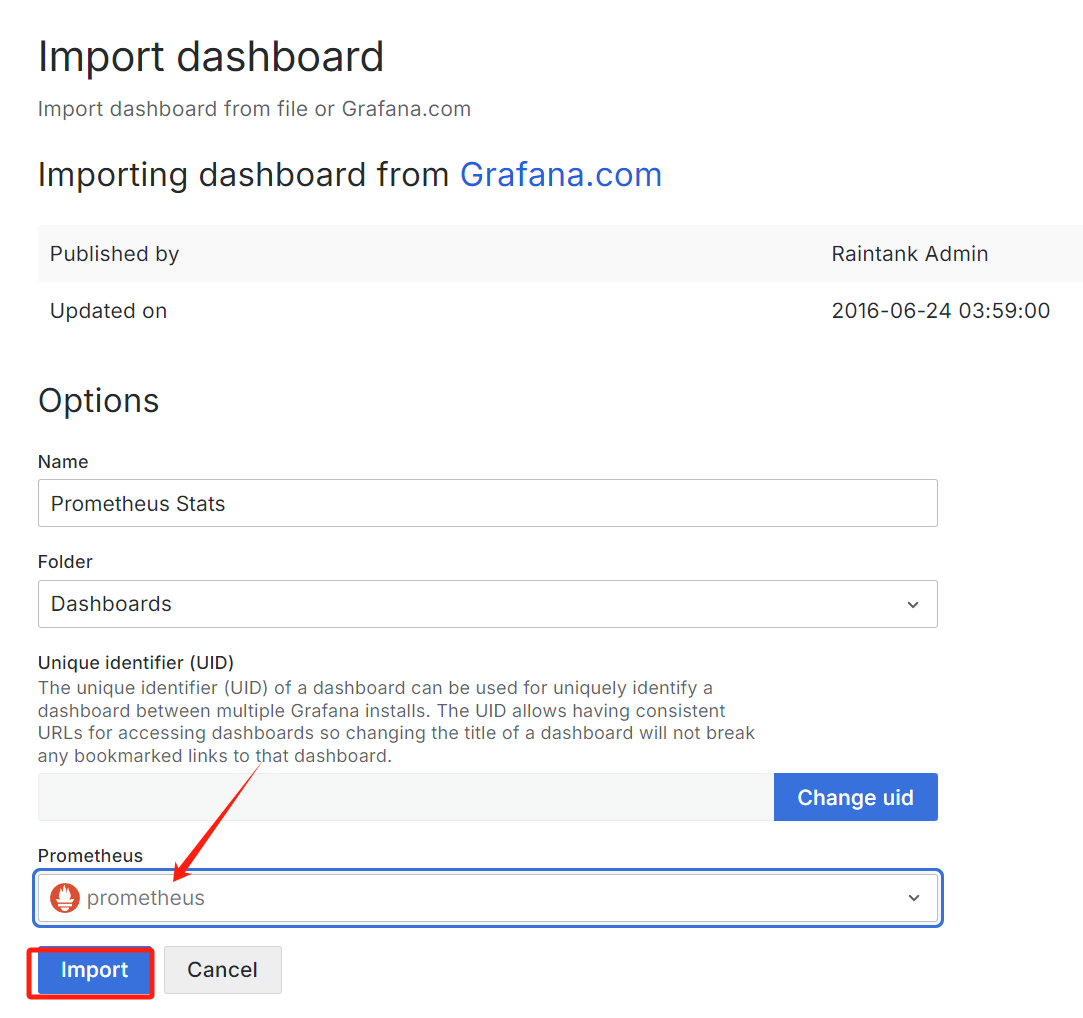 Import dashboard
Import dashboard from file or Grafana.com
Importing dashboard from Grafana.com
Published by Raintank Admin
Updated on 2016-06-24 03:59:00
Options
Name
Prometheus Stats
Folder
Dashboards
Unique identifier (UID)
The unique identifier (UID) of a dashboard can be used for uniquely identify a
dashboard between multiple Grafana installs. The UID allows having consistent
URLs for accessing dashboards so changing the title of a dashboard will not break
any bookmarked links to that dashboard.
Change uid
Prometheus
prometheus
Import Cancel